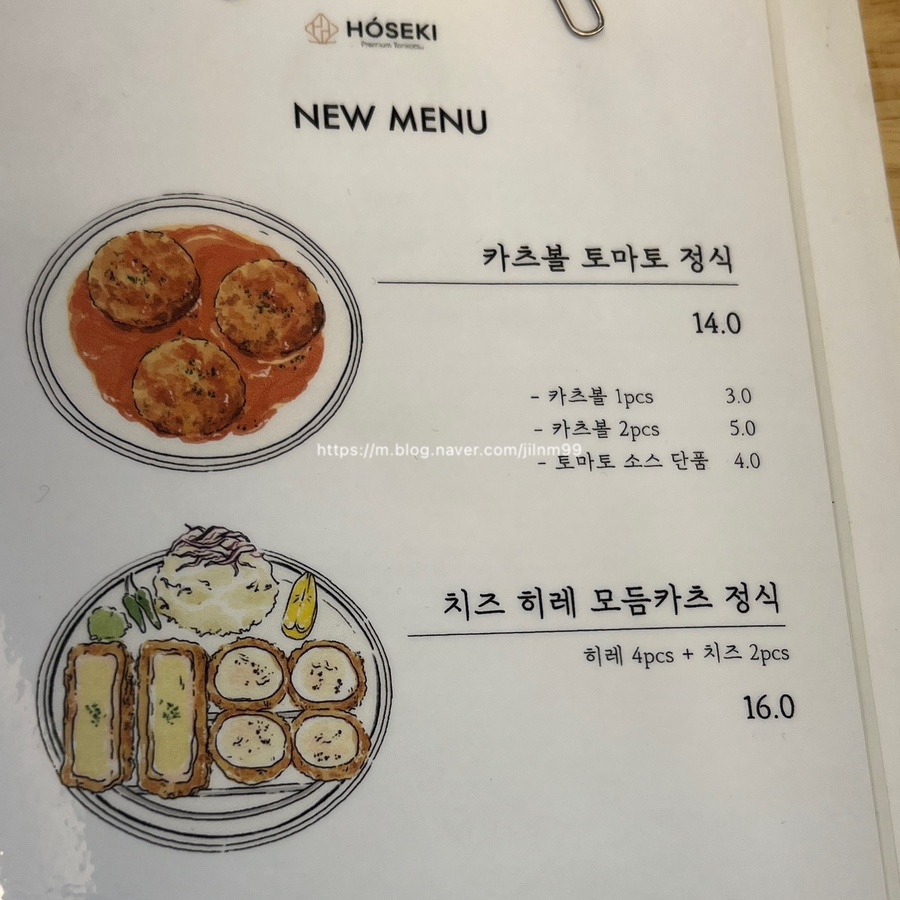 HÓSEKI
Premium Tonkatsu
NEW MENU
카츠볼 토마토 정식
14.0
- 카츠볼 1pcs 3.0
- 카츠볼 2pcs 5.0
https://m.blog.naver.com/jilnm99
- 토마토 소스 단품 4.0
치즈 히레 모듬카츠 정식
히레 4pcs + 치즈 2pcs
16.0